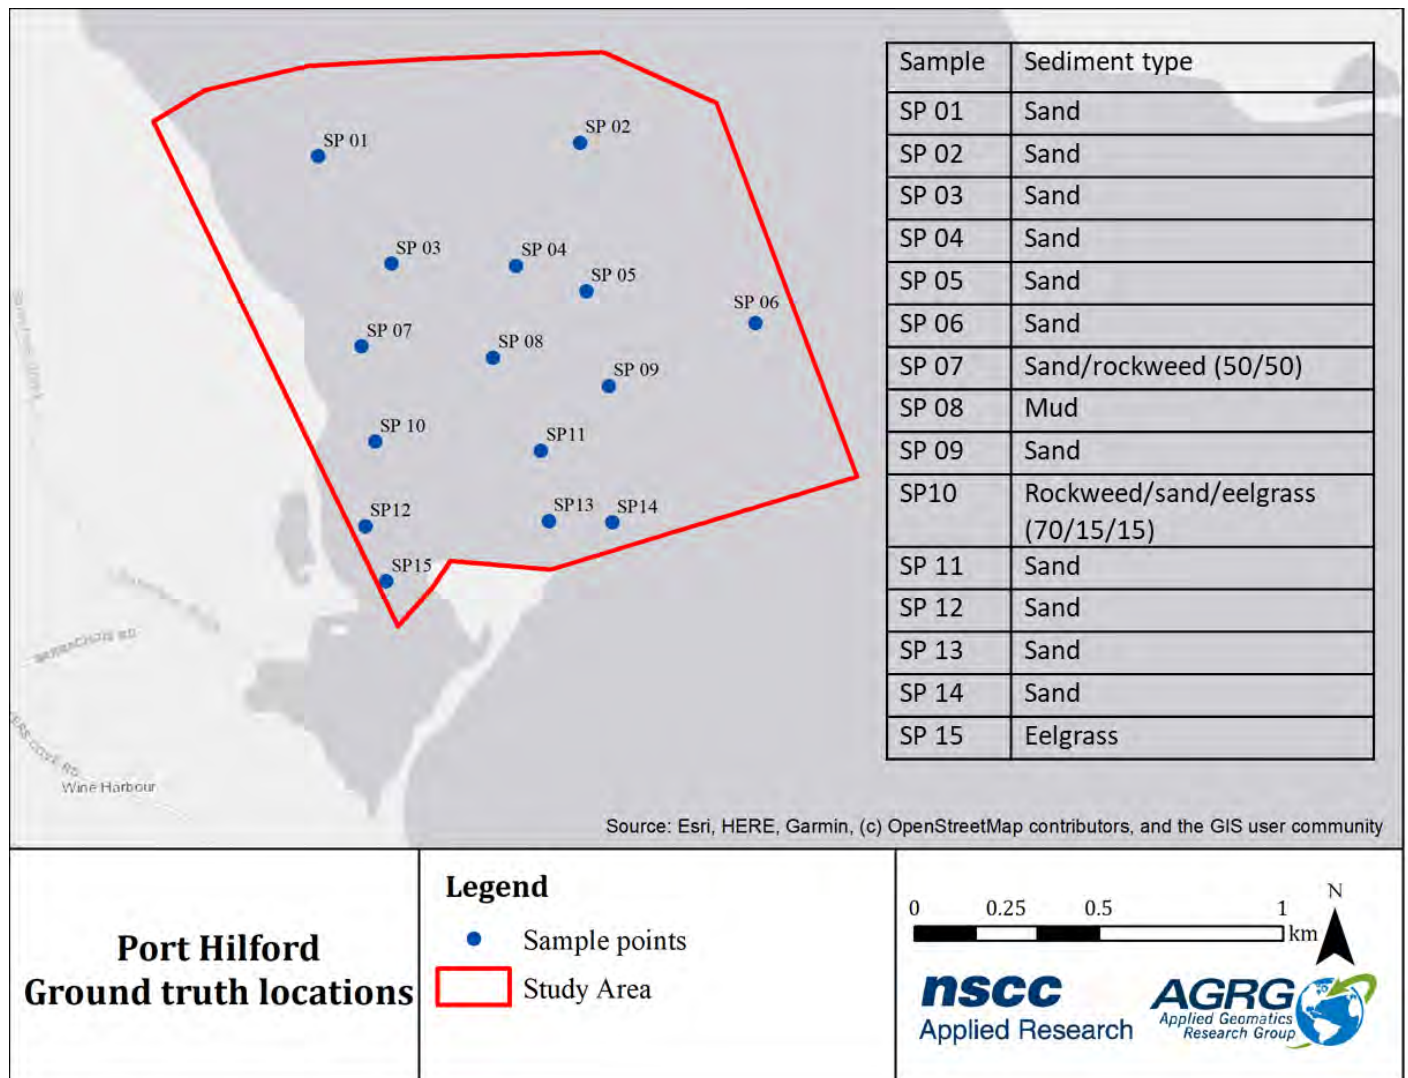 Sample Sediment type
SP 01 Sand
SP 02 Sand
SP 03 Sand
SP 04 Sand
SP 05 Sand
SP 06 Sand
SP 07 Sand/rockweed (50/50)
SP 08 Mud
SP 09 Sand
SP10 Rockweed/sand/eelgrass
(70/15/15)
SP 11 Sand
SP 12 Sand
SP 13 Sand
SP 14 Sand
SP 15 Eelgrass
SP 01
SP 02
SP 03
SP 04
SP 05
SP 06
SP 07
SP 08
SP 09
SP 10
SP11
SP12
SP13
SP14
SP15
Wine Harbour
Source: Esri, HERE, Garmin, (c) OpenStreetMap contributors, and the GIS user community
Port Hilford
Ground truth locations
Legend
Sample points
Study Area
0 0.25 0.5 1
km
N
nscc
Applied Research
AGRG
Applied Geomatics
Research Group